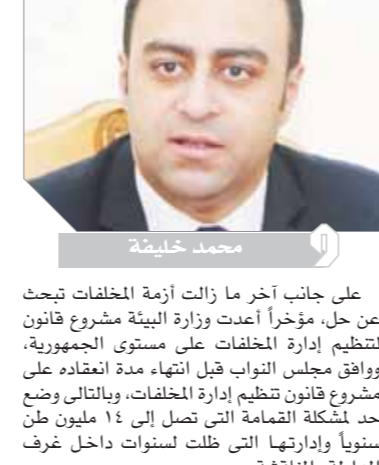 محمد خليفة
على جانب آخر ما زالت أزمة المخلفات تبحث
عن حل، مؤخراً أعدت وزارة البيئة مشروع قانون
لتنظيم إدارة المخلفات على مستوى الجمهورية،
ووافق مجلس النواب قبل انتهاء مدة انعقاده على
مشروع قانون تنظيم إدارة المخلفات، وبالتالى وضع
حد لمشكلة القمامة التى تصل إلى ١٤ مليون طن
سنوياً وإدارتها التى ظلت لسنوات داخل غرف